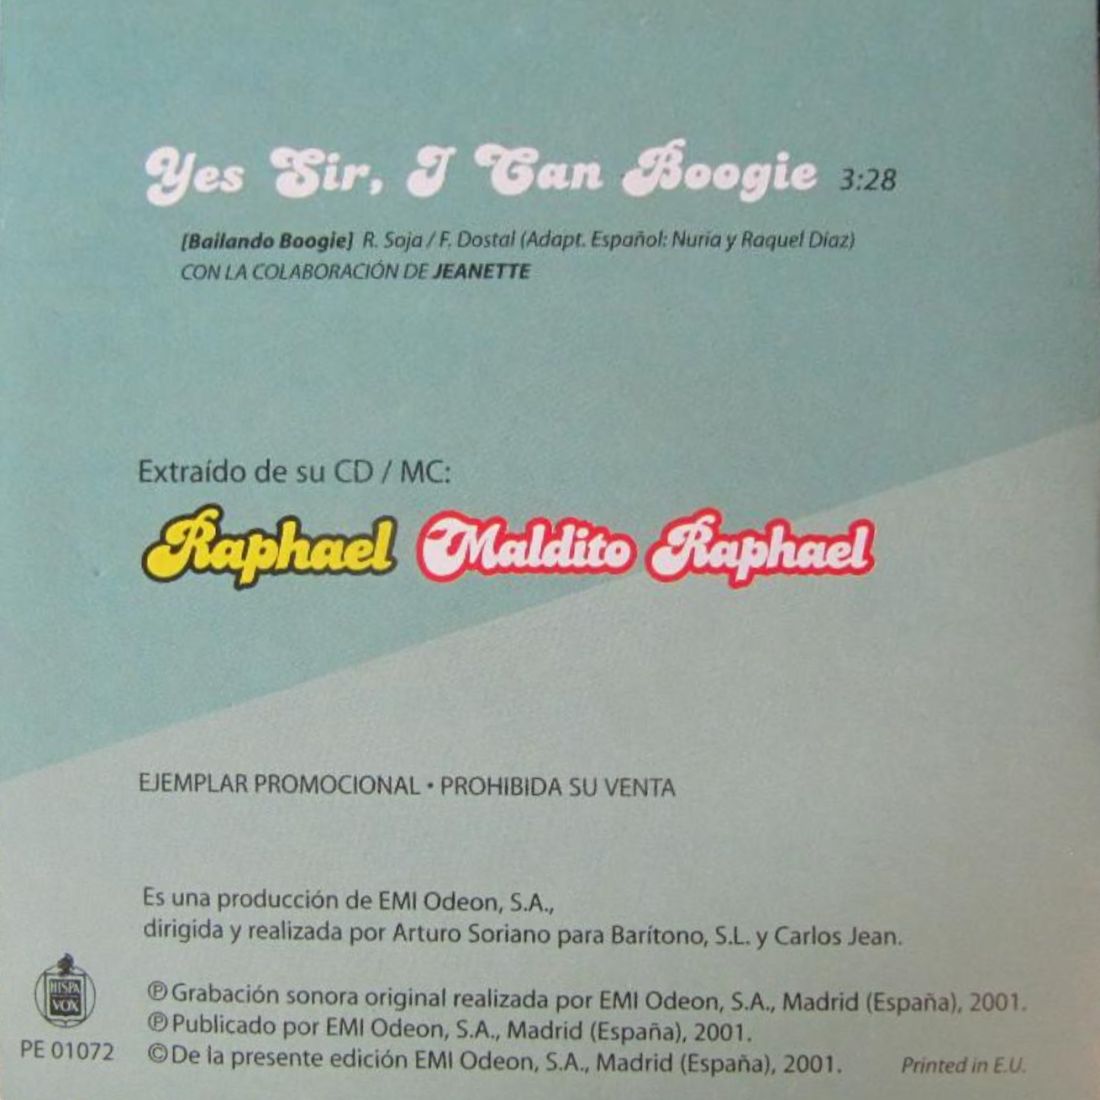 Yes Sir, I Can Boogie 3:28
[Bailando Boogie] R. Soja / F. Dostal (Adapt. Español: Nuria y Raquel Díaz)
CON LA COLABORACIÓN DE JEANETTE
Extraído de su CD / MC:
Raphael Maldito Raphael
EJEMPLAR PROMOCIONAL • PROHIBIDA SU VENTA
Es una producción de EMI Odeon, S.A.,
dirigida y realizada por Arturo Soriano para Barítono, S.L. y Carlos Jean.
HISPA
VOX
PE 01072
℗ Grabación sonora original realizada por EMI Odeon, S.A., Madrid (España), 2001.
℗ Publicado por EMI Odeon, S.A., Madrid (España), 2001.
© De la presente edición EMI Odeon, S.A., Madrid (España), 2001.
Printed in E.U.